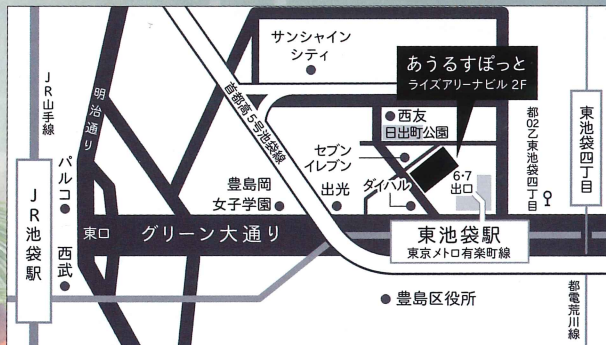 サンシャイン
シティ
あうるすぽっと
ライズアリーナビル 2F
JR山手線
明治通り
首都高5号池袋線
西友
日出町公園
都02乙東池袋四丁目
東池袋四丁目
セブン
イレブン
パルコ
JR池袋駅
豊島岡
女子学園
出光
ダイハル
6・7
出口
東口
グリーン大通り
東池袋駅
東京メトロ有楽町線
西武
豊島区役所
都電荒川線